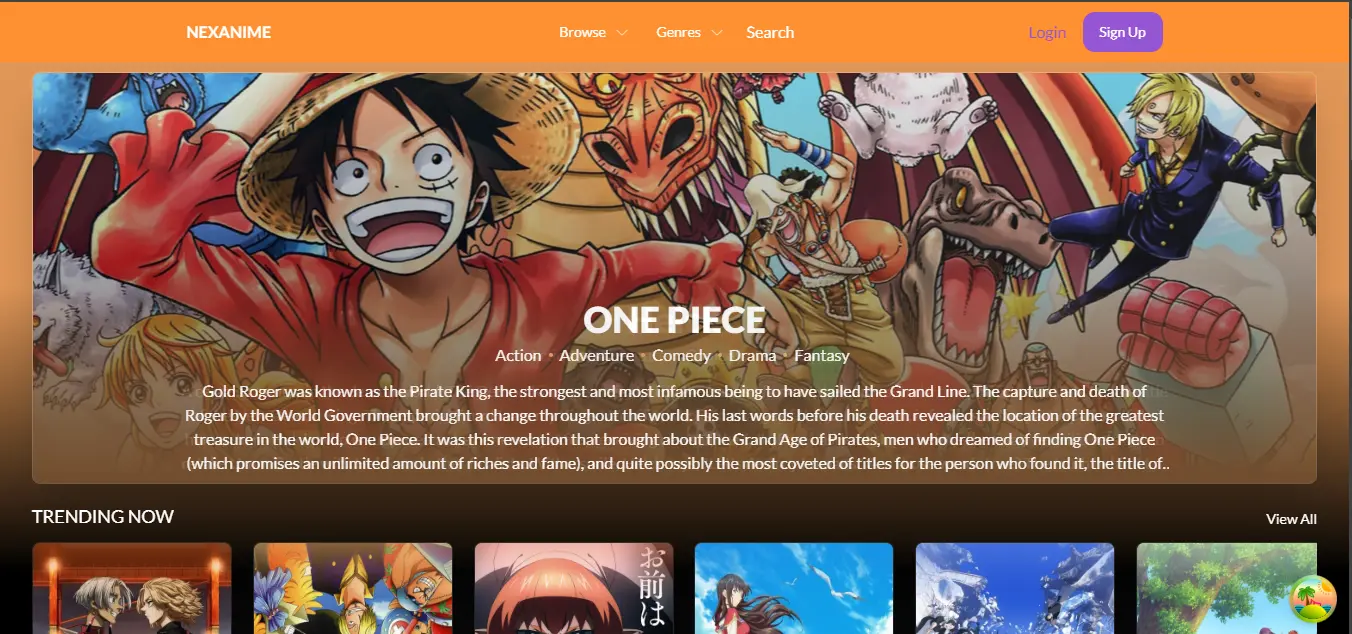 NEXANIME Browse Genres Search Login Sign Up
ONE PIECE
Action • Adventure • Comedy • Drama • Fantasy
Gold Roger was known as the Pirate King, the strongest and most infamous being to have sailed the Grand Line. The capture and death of
Roger by the World Government brought a change throughout the world. His last words before his death revealed the location of the greatest
treasure in the world, One Piece. It was this revelation that brought about the Grand Age of Pirates, men who dreamed of finding One Piece
(which promises an unlimited amount of riches and fame), and quite possibly the most coveted of titles for the person who found it, the title of..
TRENDING NOW View All
お前は